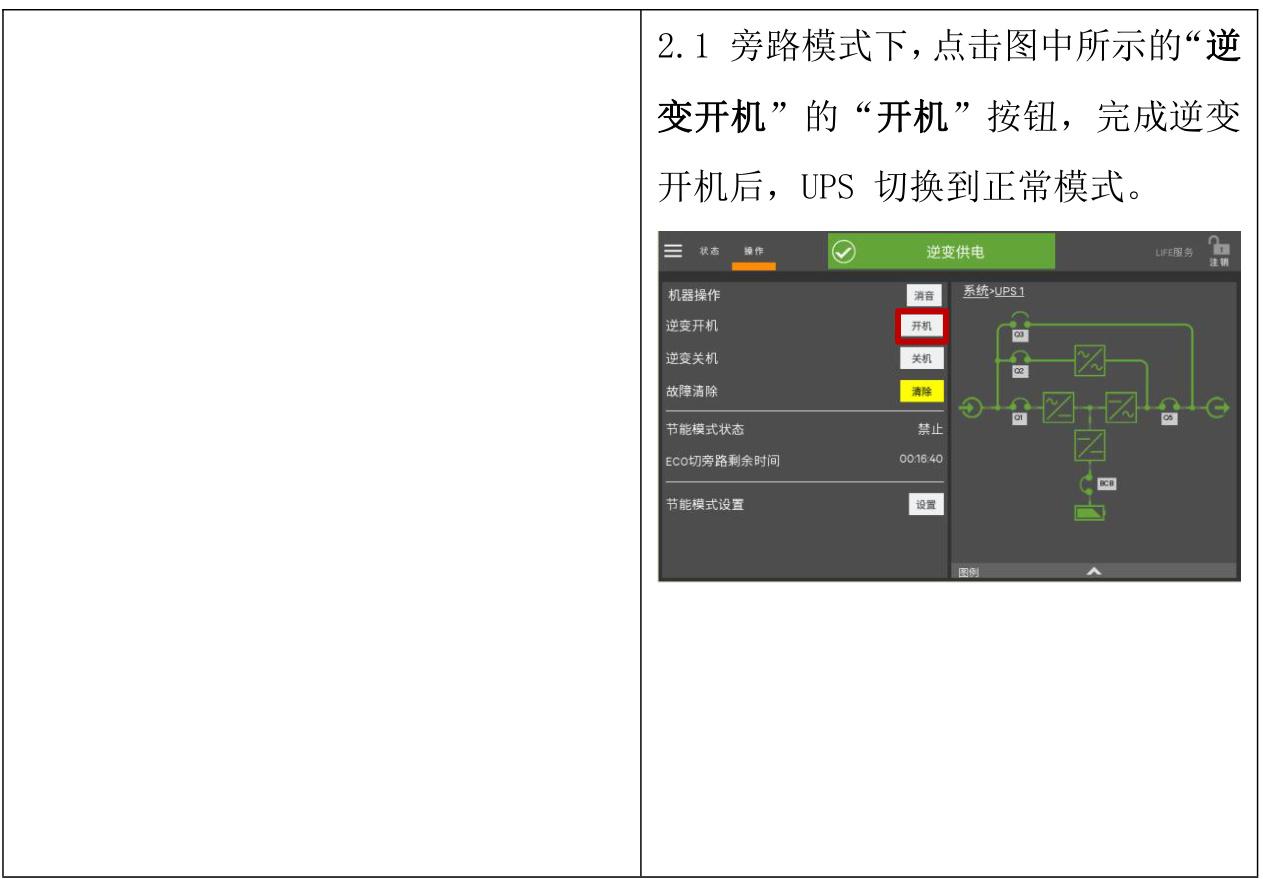 2.1 旁路模式下，点击图中所示的“逆
变开机”的“开机”按钮，完成逆变
开机后，UPS 切换到正常模式。
状态 操作 逆变供电 LIFE服务 1 注销
机器操作 消音
逆变开机 开机
逆变关机 关机
故障清除 清除
节能模式状态 禁止
ECO切旁路剩余时间 00:16:40
节能模式设置 设置
系统>UPS 1
Q3
Q2
Q1
Q5
BCB
图例